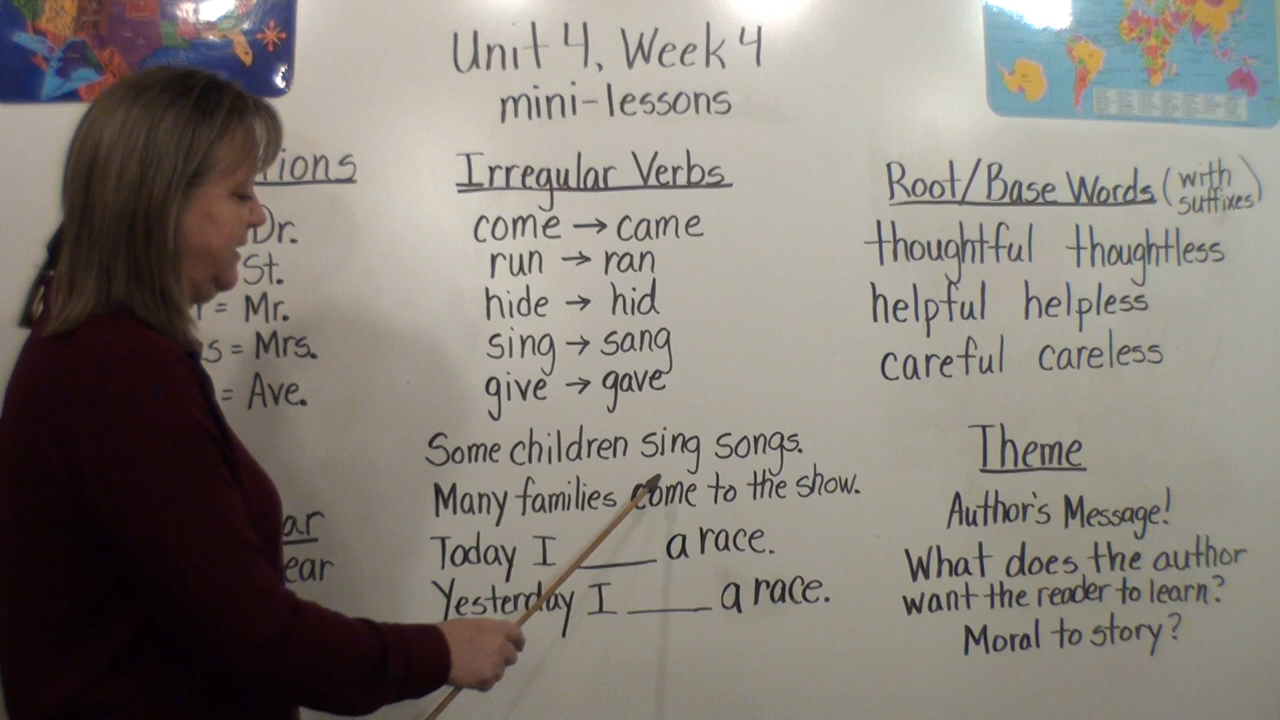 Unit 4, Week 4
mini-lessons
Dr.
St.
= Mr.
= Mrs.
= Ave.
Irregular Verbs
come → came
run → ran
hide → hid
sing → sang
give → gave
Some children sing songs.
Many families come to the show.
Today I ____ a race.
Yesterday I ____ a race.
Root/Base Words (with suffixes)
thoughtful thoughtless
helpful helpless
careful careless
Theme
Author's Message!
What does the author
want the reader to learn?
Moral to story?